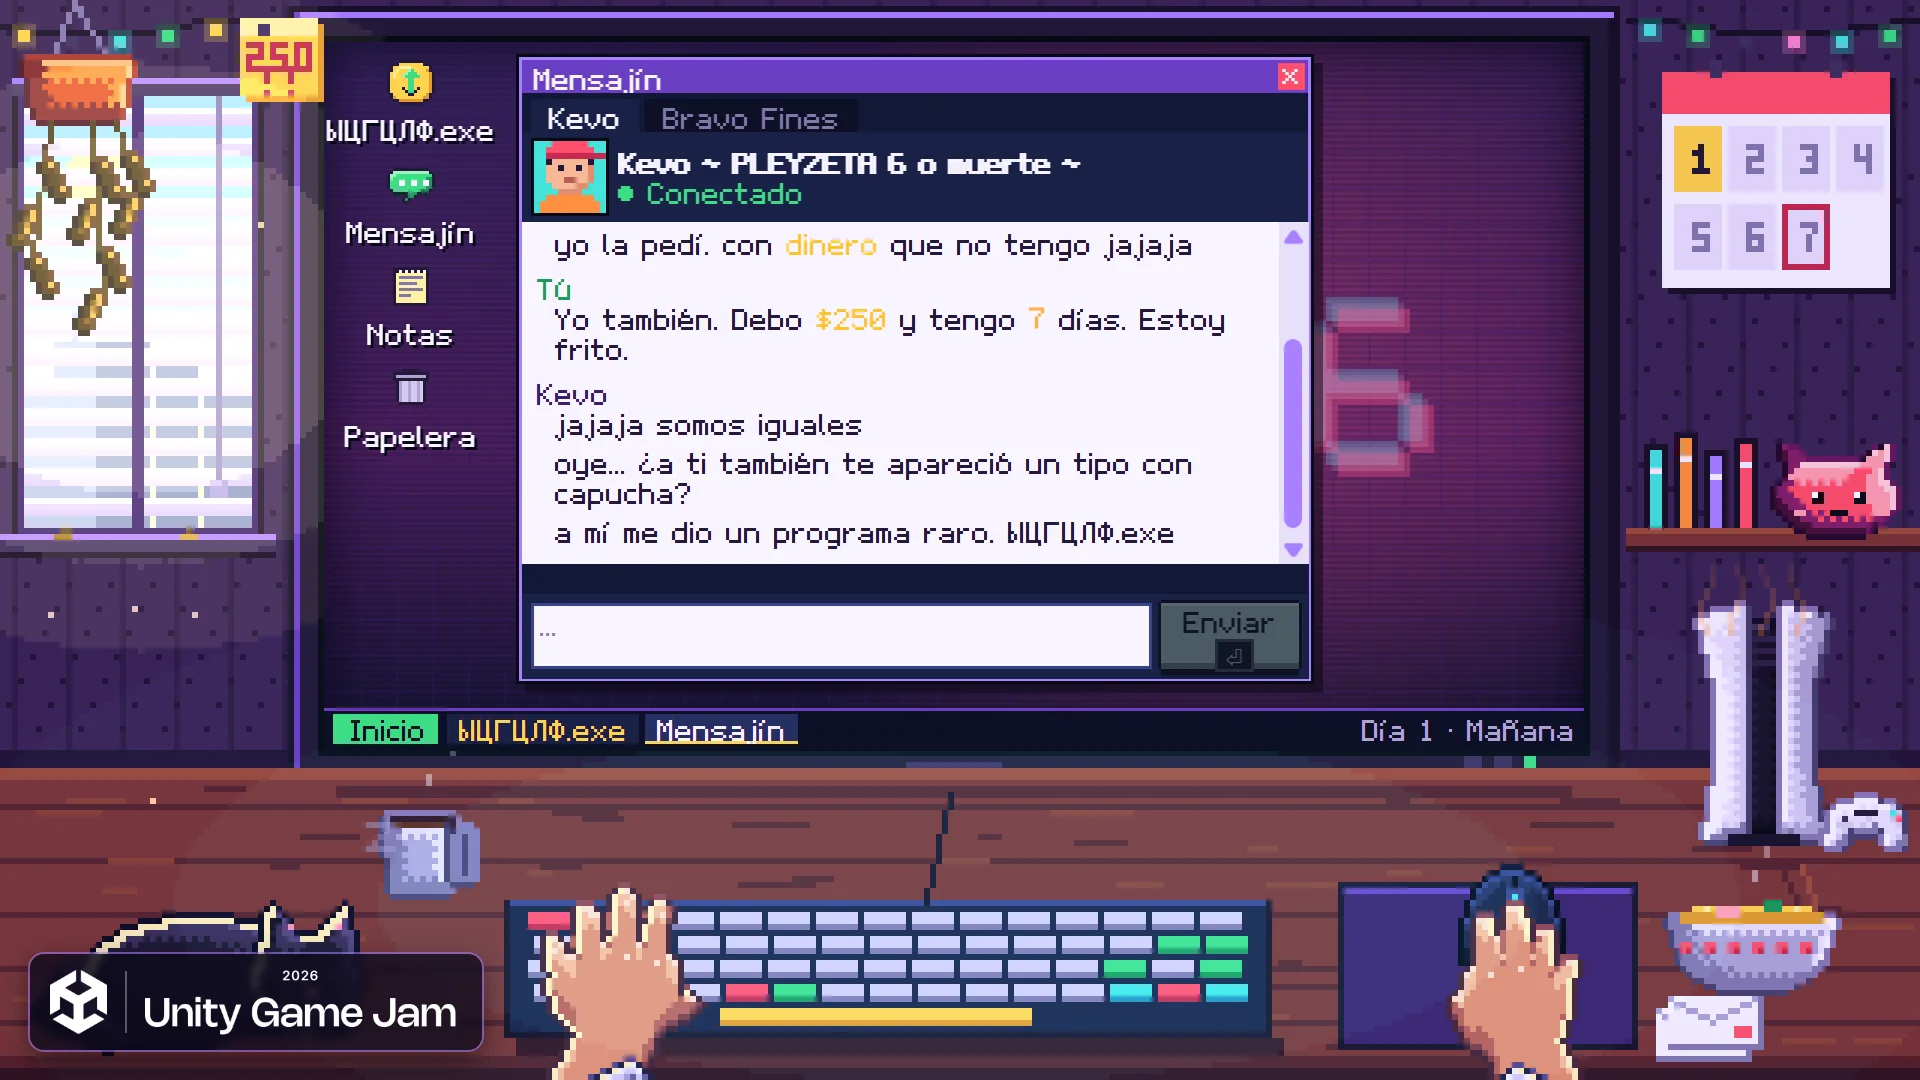 250
ЫЦГЦЛФ.exe
Mensajín
Notas
Papelera
Mensajín
Kevo
Bravo Fines
Kevo ~ PLEYZETA 6 o muerte ~
Conectado
yo la pedí. con dinero que no tengo jajaja
Tú
Yo también. Debo $250 y tengo 7 días. Estoy
frito.
Kevo
jajaja somos iguales
oye... ¿a ti también te apareció un tipo con
capucha?
a mí me dio un programa raro. ЫЦГЦЛФ.exe
...
Enviar
6
1 2 3 4
5 6 7
Inicio
ЫЦГЦЛФ.exe
Mensajín
Día 1 · Mañana
2026
Unity Game Jam